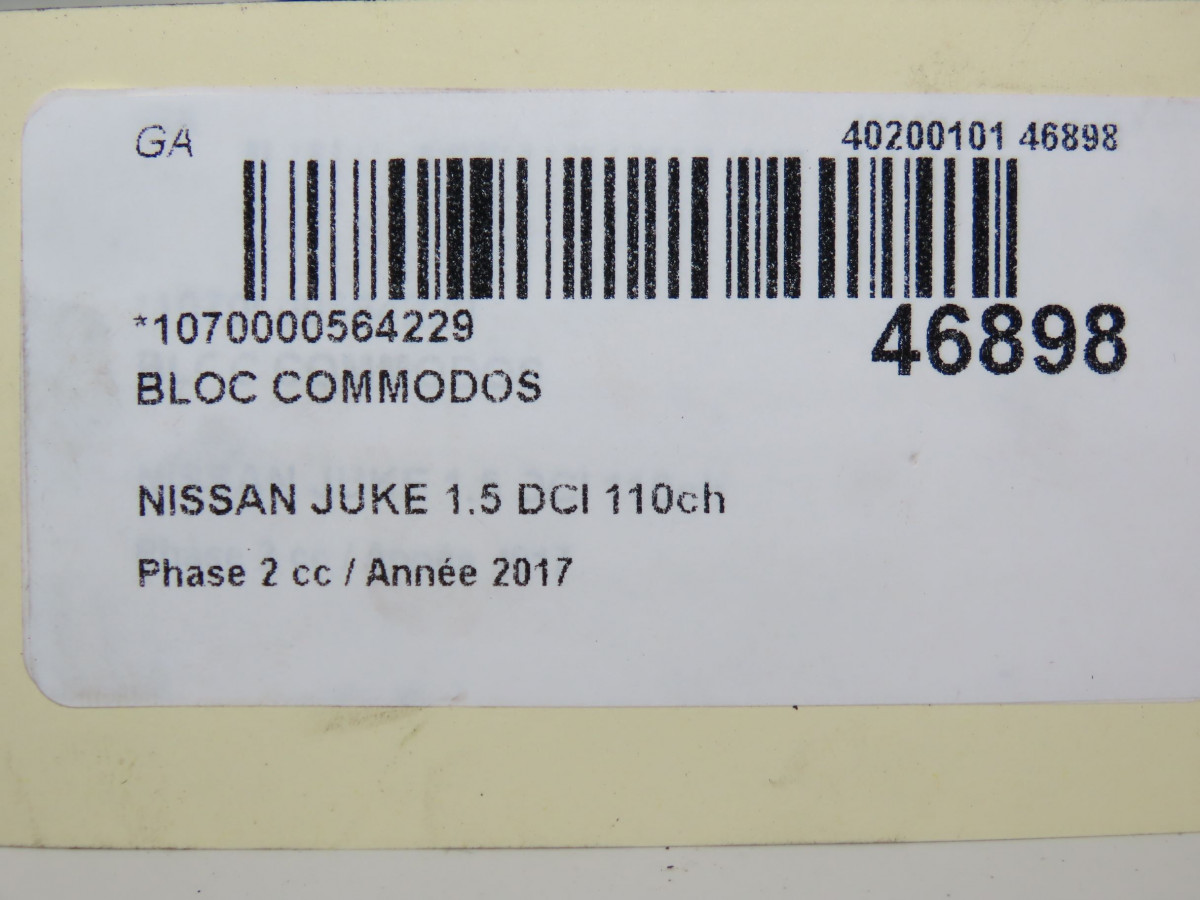 GA 40200101 46898
*1070000564229 46898
BLOC COMMODOS
NISSAN JUKE 1.5 DCI 110ch
Phase 2 cc / Année 2017